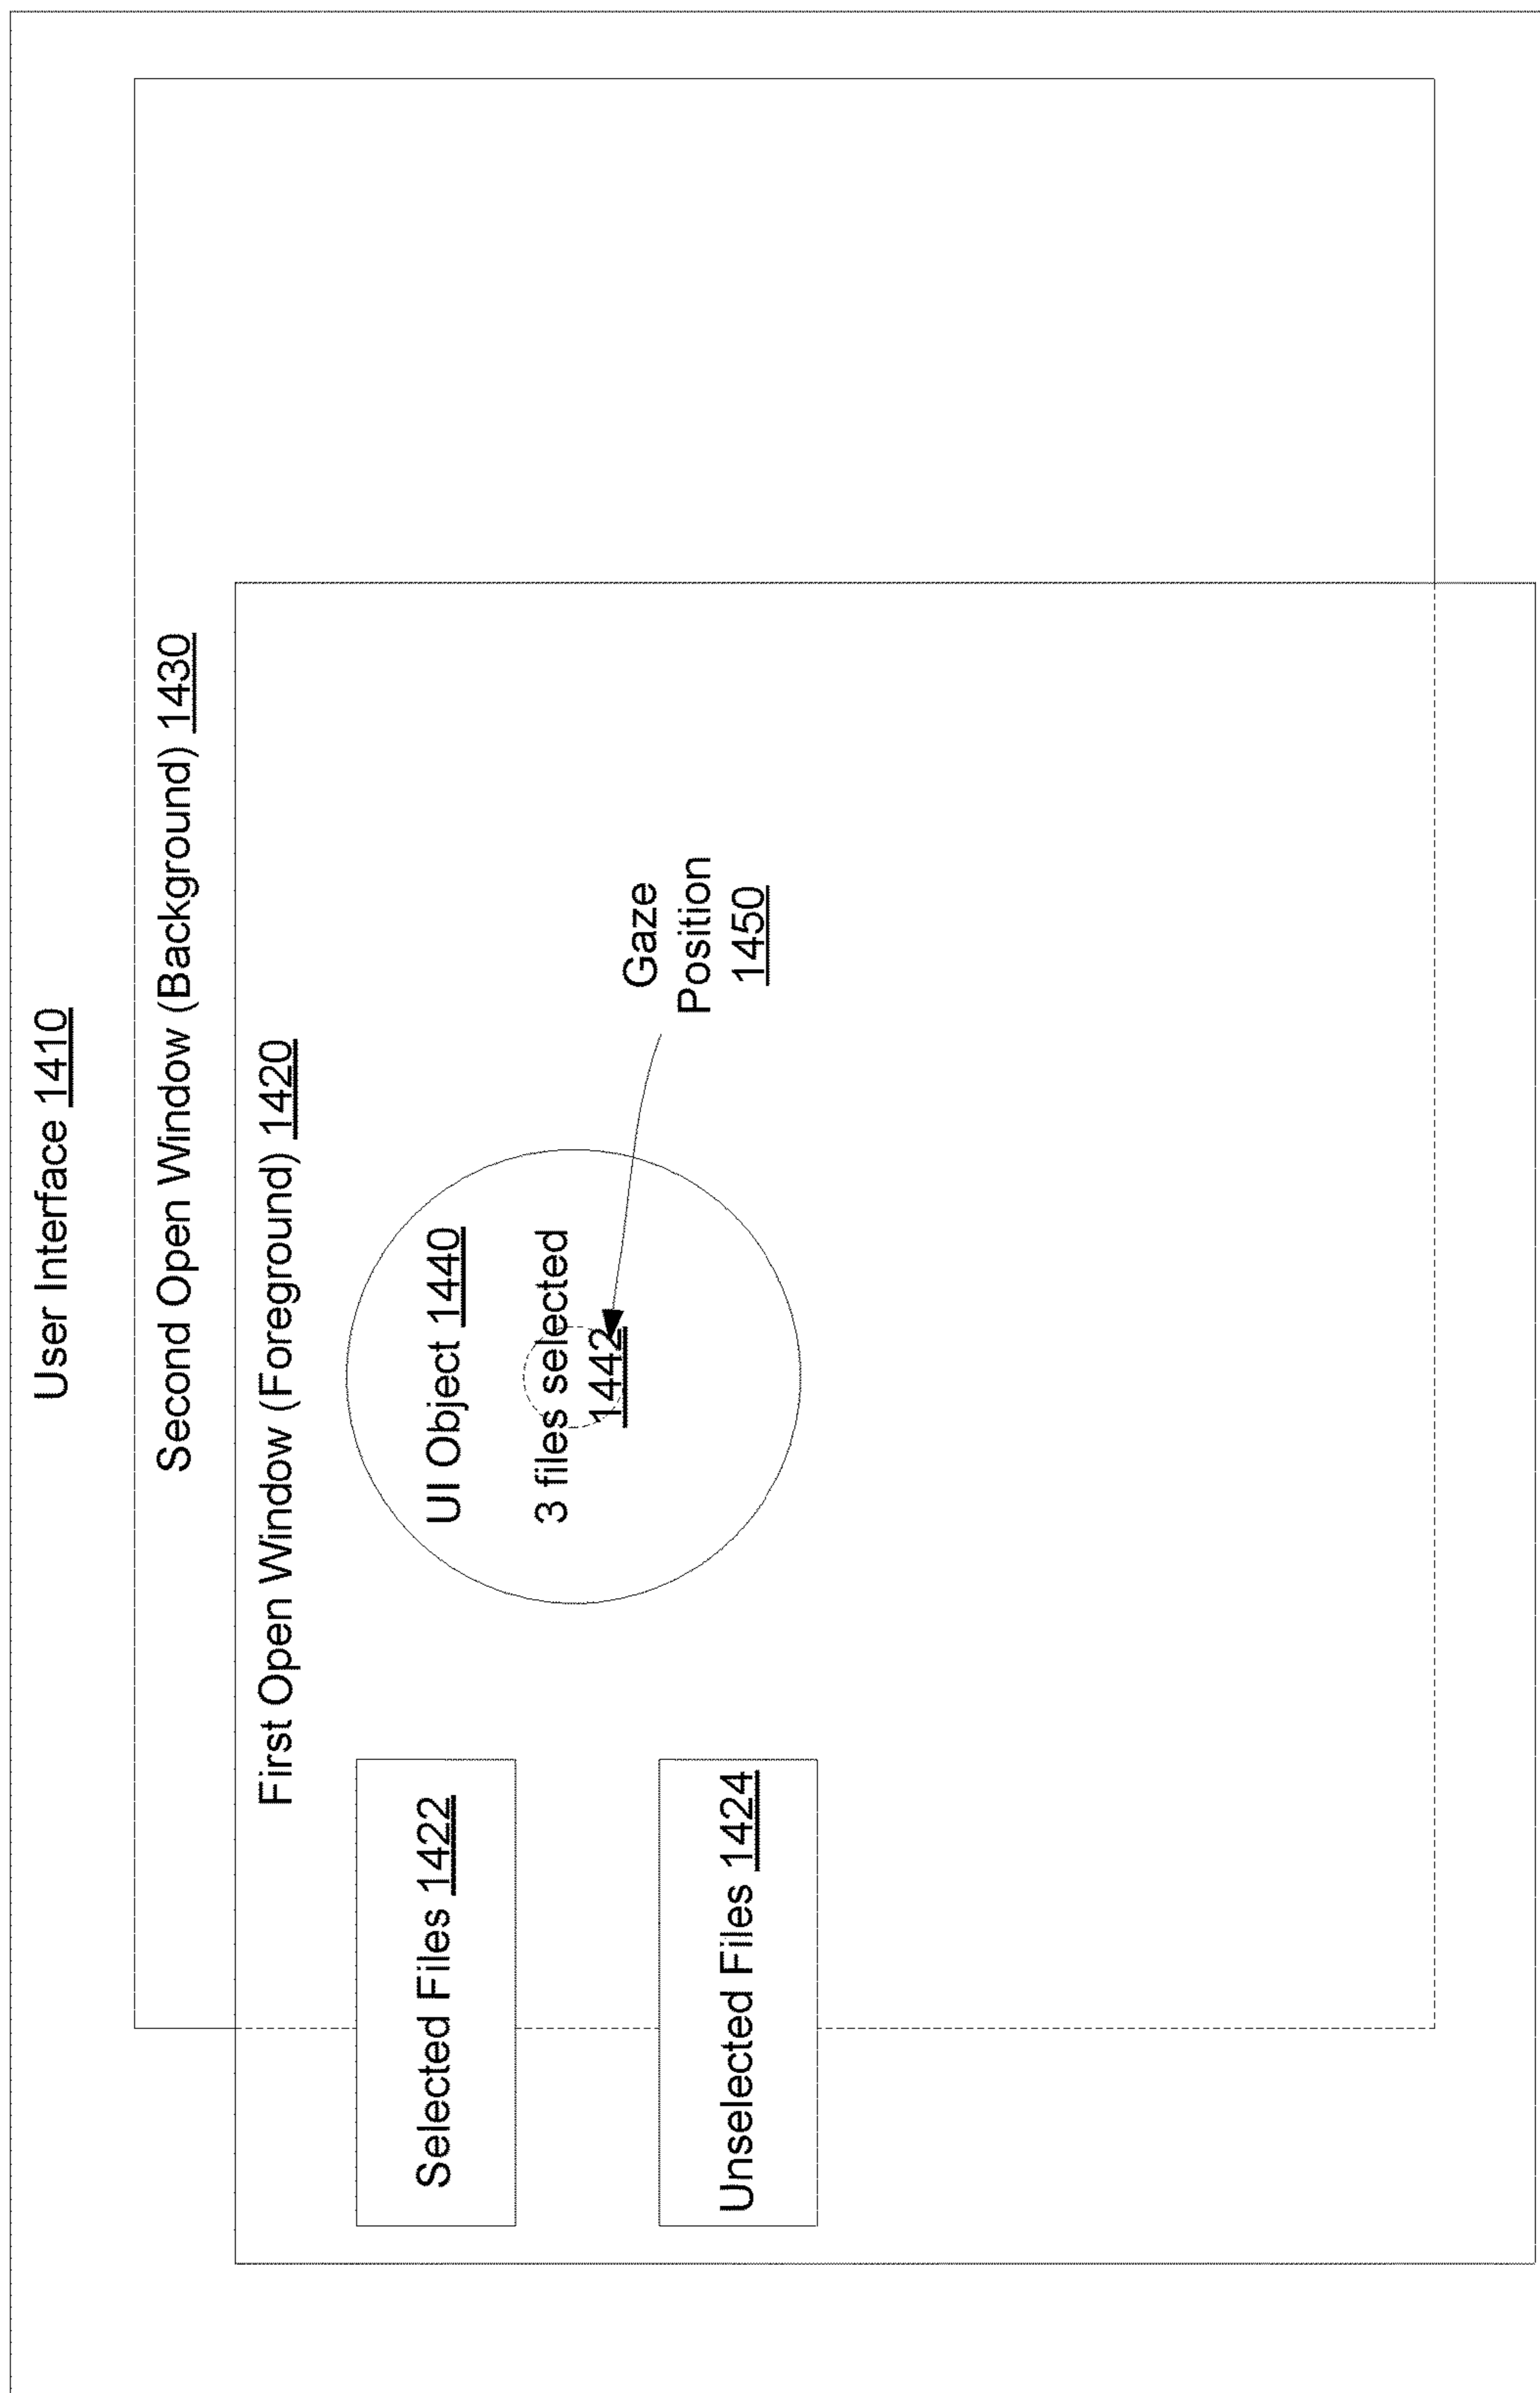 User Interface 1410
Second Open Window (Background) 1430
First Open Window (Foreground) 1420
Selected Files 1422
UI Object 1440
3 files selected
1442
Gaze
Position
1450
Unselected Files 1424